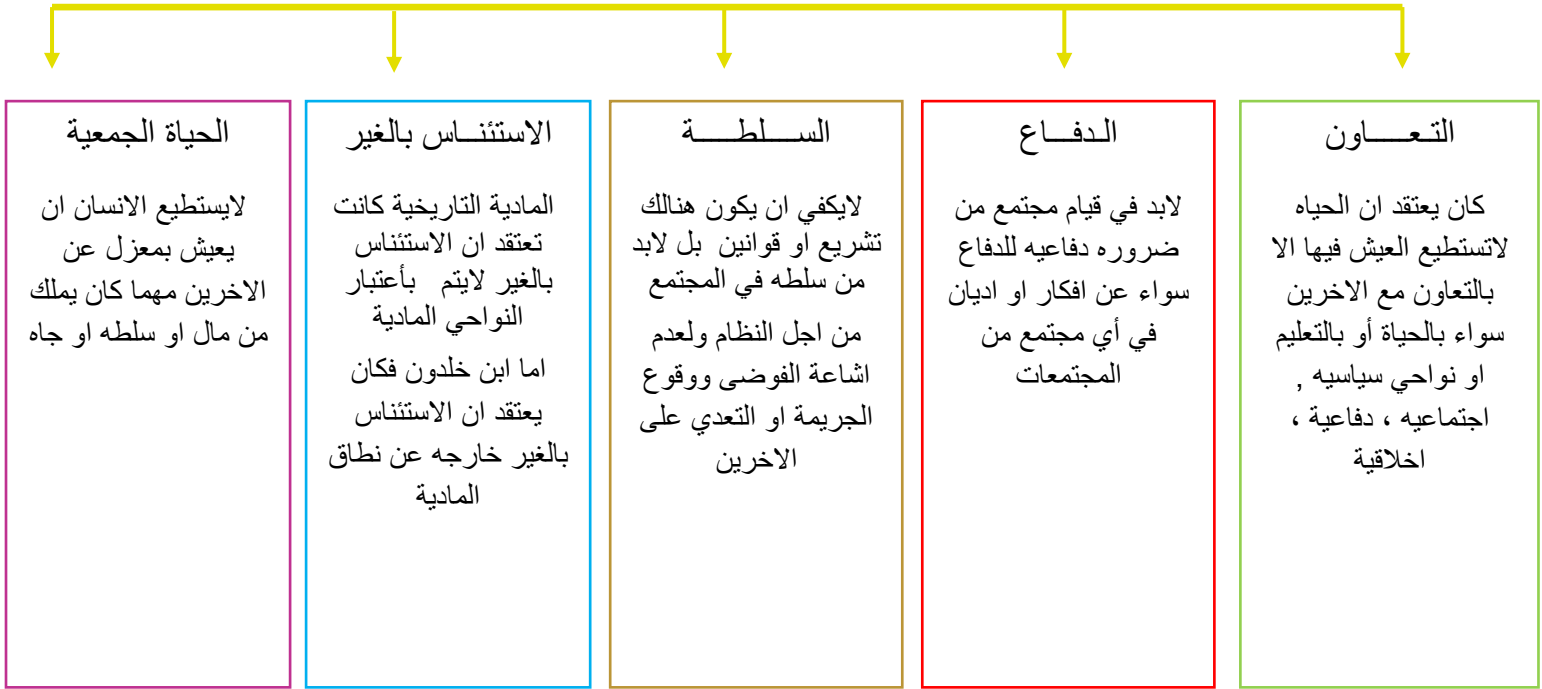 التـعـــــاون
كان يعتقد ان الحياه
لاتستطيع العيش فيها الا
بالتعاون مع الاخرين
سواء بالحياة أو بالتعليم
او نواحي سياسيه ,
اجتماعيه ، دفاعية ،
اخلاقية
الـدفـــاع
لابد في قيام مجتمع من
ضروره دفاعيه للدفاع
سواء عن افكار او اديان
في أي مجتمع من
المجتمعات
الســــلطـــــة
لايكفي ان يكون هنالك
تشريع او قوانين بل لابد
من سلطه في المجتمع
من اجل النظام ولعدم
اشاعة الفوضى ووقوع
الجريمة او التعدي على
الاخرين
الاستئنــاس بالغير
المادية التاريخية كانت
تعتقد ان الاستئناس
بالغير لايتم بأعتبار
النواحي المادية
اما ابن خلدون فكان
يعتقد ان الاستئناس
بالغير خارجه عن نطاق
المادية
الحياة الجمعية
لايستطيع الانسان ان
يعيش بمعزل عن
الاخرين مهما كان يملك
من مال او سلطه او جاه